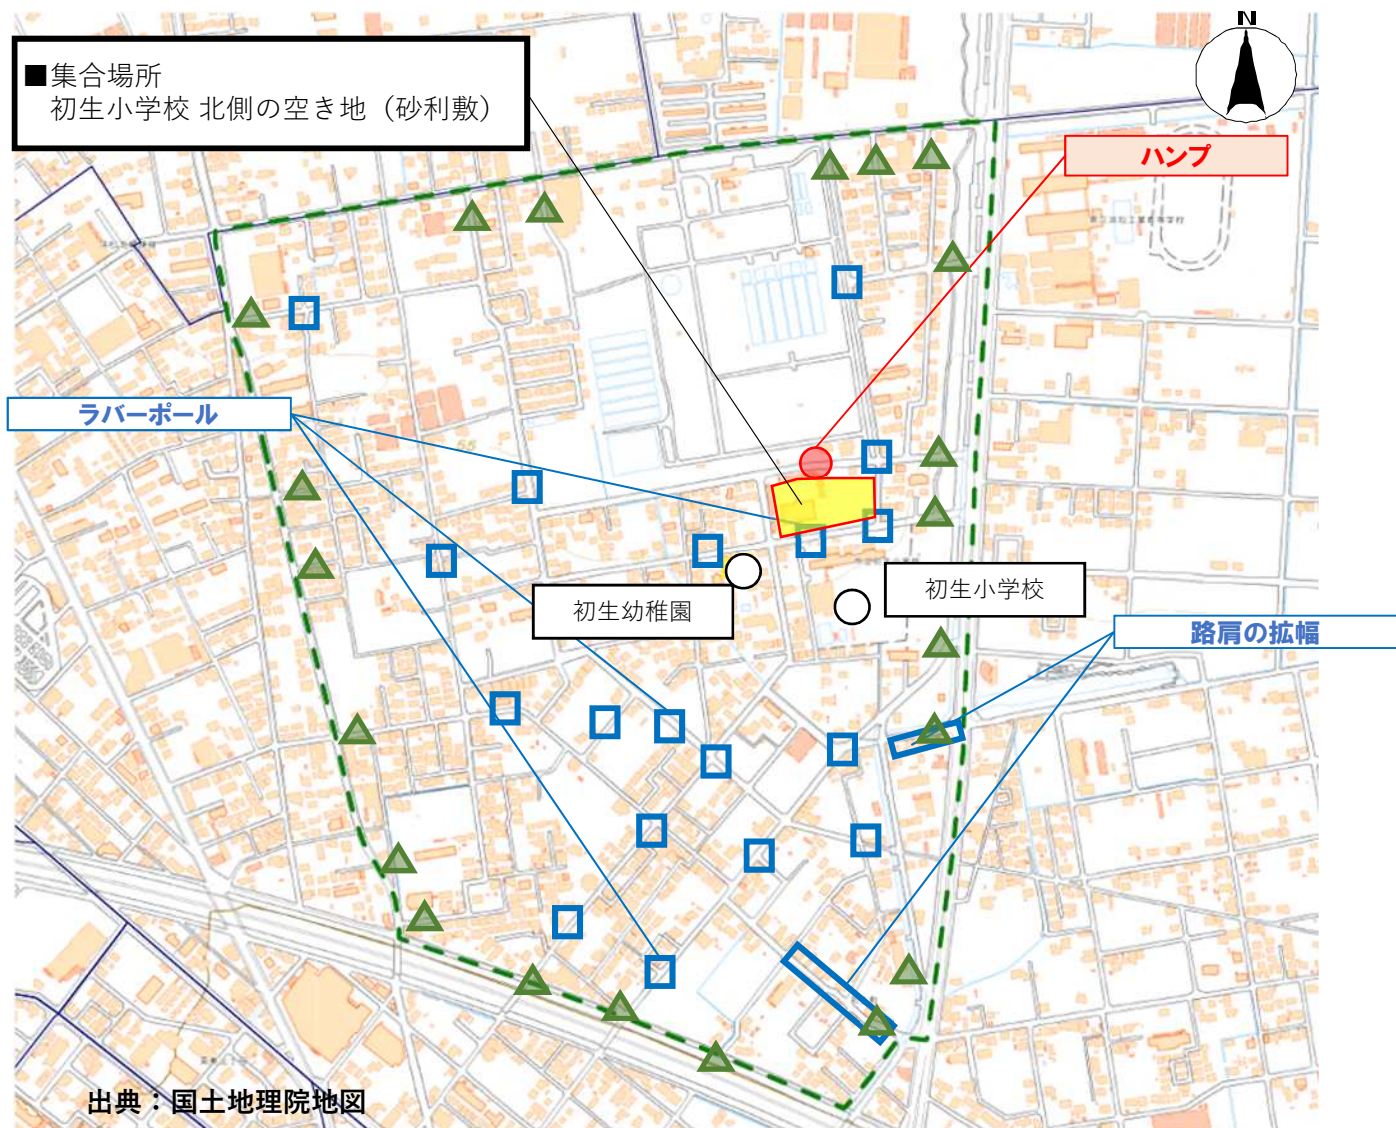 N
■集合場所
初生小学校 北側の空き地（砂利敷）
ハンプ
ラバーポール
65
初生幼稚園
初生小学校
路肩の拡幅
出典：国土地理院地図